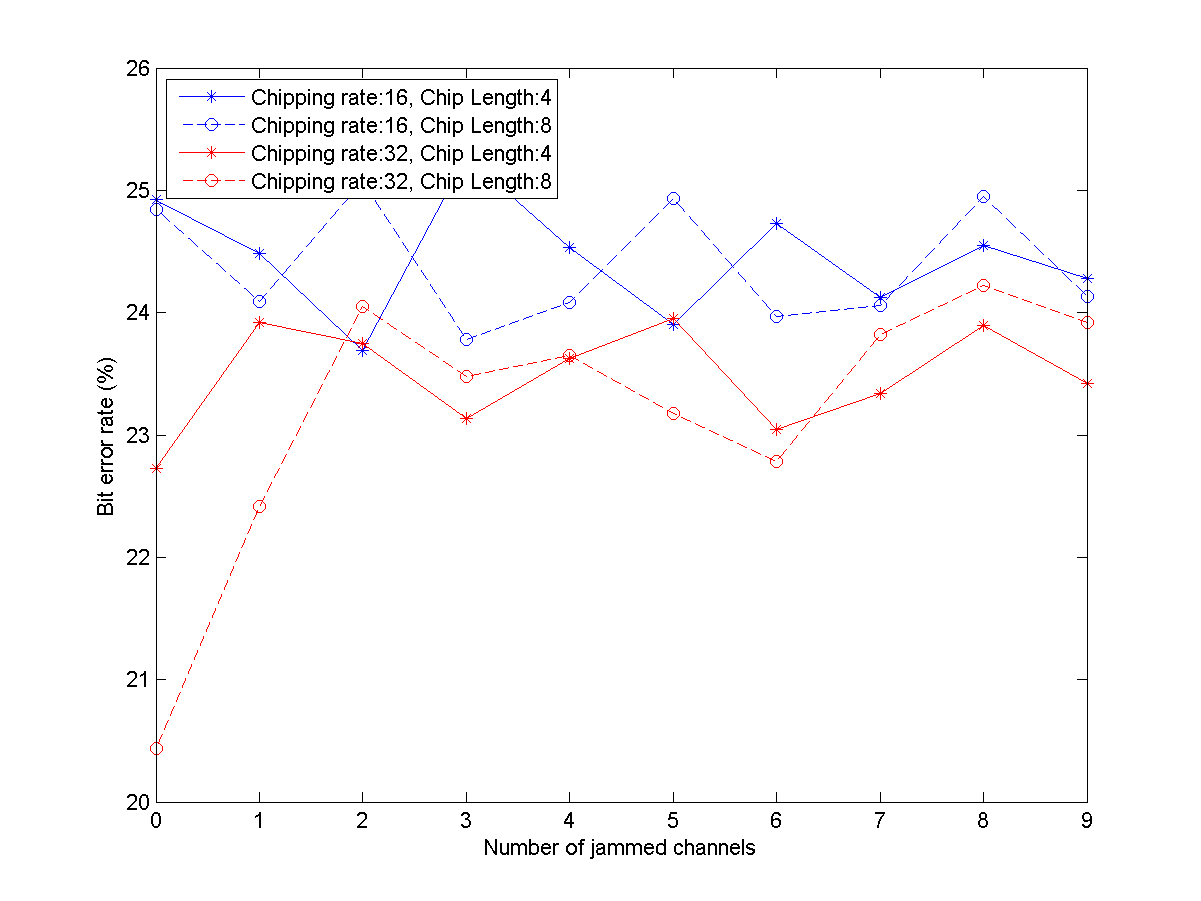 26
25
24
23
22
21
20
Chipping rate:16, Chip Length:4
Chipping rate:16, Chip Length:8
Chipping rate:32, Chip Length:4
Chipping rate:32, Chip Length:8
Bit error rate (%)
0 1 2 3 4 5 6 7 8 9
Number of jammed channels